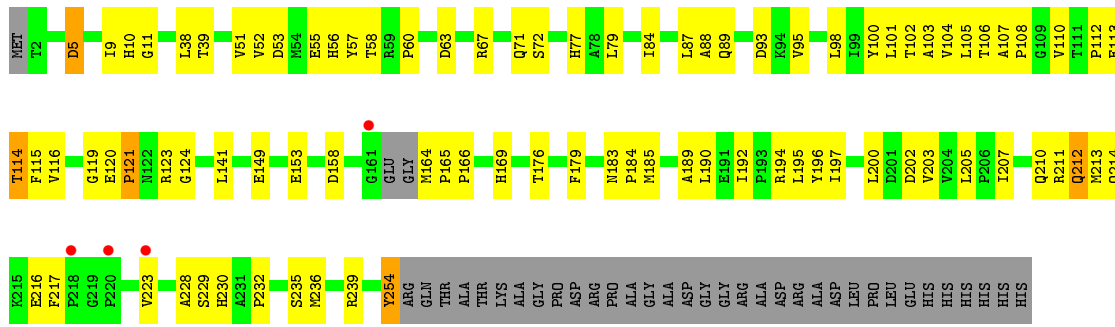 MET T2 D5 I9 H10 G11 L38 T39 V51 V52 D53 M54 E55 H56 Y57 T58 R59 P60 D63 R67 Q71 S72 H77 A78 L79 I84 L87 A88 Q89 D93 K94 V95 L98 I99 Y100 L101 T102 A103 V104 L105 T106 A107 P108 G109 V110 T111 P112
T114 F115 V116 G119 E120 P121 N122 R123 G124 L141 E149 E153 D158 G161 GLU GLY M164 P165 P166 H169 T176 F179 N183 P184 M185 A189 L190 E191 I192 P193 R194 L195 Y196 I197 L200 D201 D202 V203 V204 L205 P206 I207 Q210 R211 Q212 M213
K215 E216 F217 P218 G219 P220 V223 A228 S229 H230 A231 P232 S235 M236 R239 Y254 ARG GLN THR ALA THR LYS ALA GLY PRO ASP ARG PRO ALA GLY ALA ASP GLY GLY ARG ALA ASP ARG ALA ASP LEU PRO LEU GLU HIS HIS HIS HIS HIS HIS